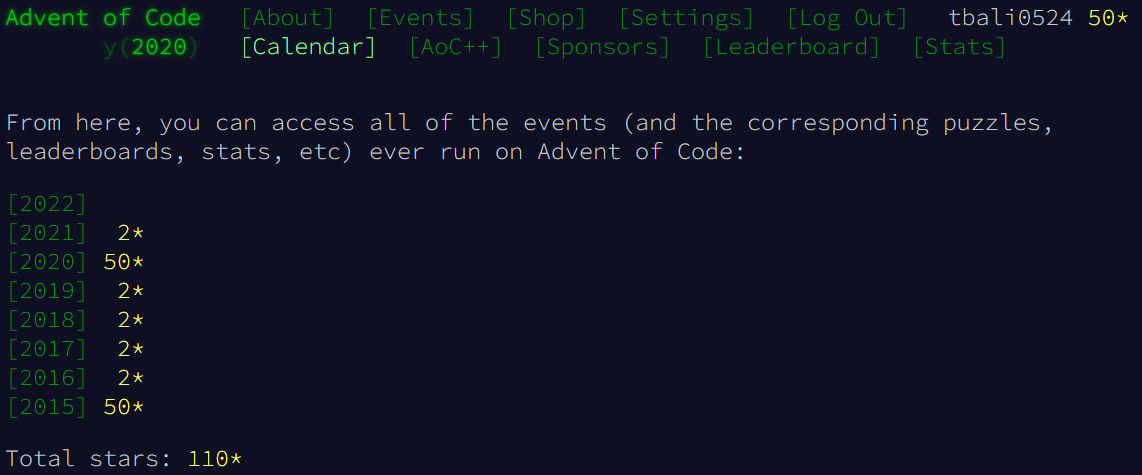 Advent of Code [About] [Events] [Shop] [Settings] [Log Out] tbali0524 50*
y(2020) [Calendar] [AoC++] [Sponsors] [Leaderboard] [Stats]
From here, you can access all of the events (and the corresponding puzzles,
leaderboards, stats, etc) ever run on Advent of Code:
[2022]
[2021] 2*
[2020] 50*
[2019] 2*
[2018] 2*
[2017] 2*
[2016] 2*
[2015] 50*
Total stars: 110*